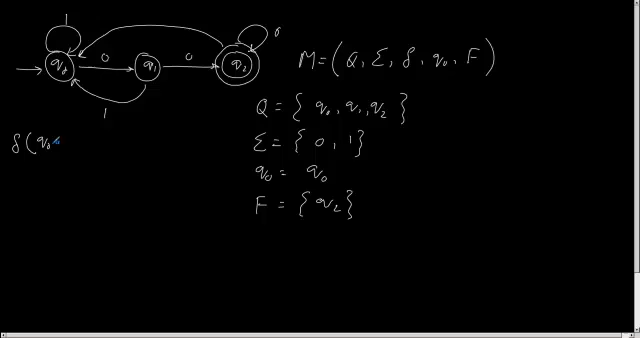 1
0
q0 0 q1 0 q2
1
M = ( Q, Σ, δ, q0, F )
Q = { q0, q1, q2 }
Σ = { 0, 1 }
q0 = q0
F = { q2 }
δ(q0